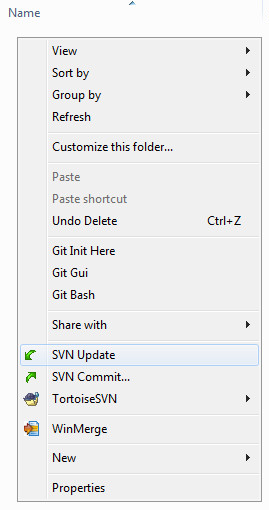 Name
View
Sort by
Group by
Refresh
Customize this folder...
Paste
Paste shortcut
Undo Delete Ctrl+Z
Git Init Here
Git Gui
Git Bash
Share with
SVN Update
SVN Commit...
TortoiseSVN
WinMerge
New
Properties